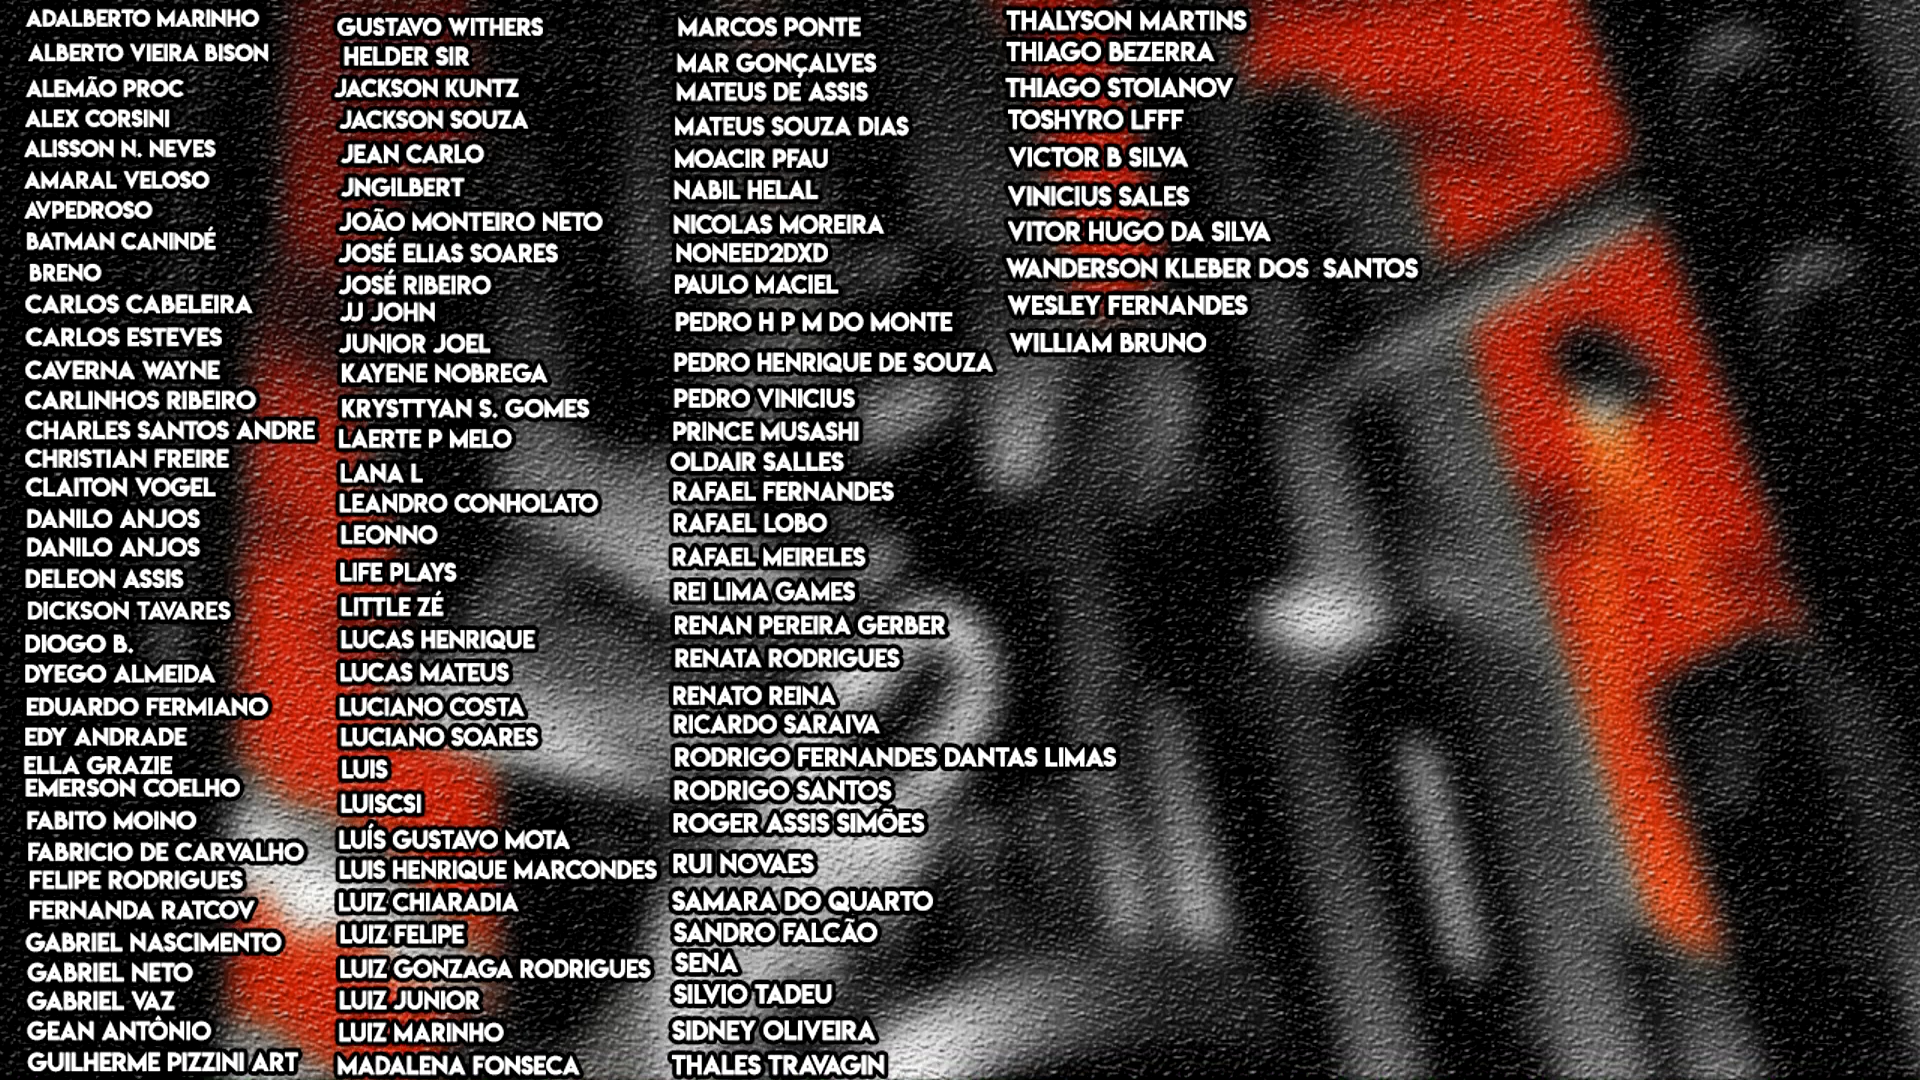 ADALBERTO MARINHO
ALBERTO VIEIRA BISON
ALEMÃO PROC
ALEX CORSINI
ALISSON N. NEVES
AMARAL VELOSO
AVPEDROSO
BATMAN CANINDÉ
BRENO
CARLOS CABELEIRA
CARLOS ESTEVES
CAVERNA WAYNE
CARLINHOS RIBEIRO
CHARLES SANTOS ANDRE
CHRISTIAN FREIRE
CLAITON VOGEL
DANILO ANJOS
DANILO ANJOS
DELEON ASSIS
DICKSON TAVARES
DIOGO B.
DYEGO ALMEIDA
EDUARDO FERMIANO
EDY ANDRADE
ELLA GRAZIE
EMERSON COELHO
FABITO MOINO
FABRICIO DE CARVALHO
FELIPE RODRIGUES
FERNANDA RATCOV
GABRIEL NASCIMENTO
GABRIEL NETO
GABRIEL VAZ
GEAN ANTÔNIO
GUILHERME PIZZINI ART
GUSTAVO WITHERS
HELDER SIR
JACKSON KUNTZ
JACKSON SOUZA
JEAN CARLO
JNGILBERT
JOÃO MONTEIRO NETO
JOSÉ ELIAS SOARES
JOSÉ RIBEIRO
JJ JOHN
JUNIOR JOEL
KAYENE NOBREGA
KRYSTTYAN S. GOMES
LAERTE P MELO
LANA L
LEANDRO CONHOLATO
LEONNO
LIFE PLAYS
LITTLE ZÉ
LUCAS HENRIQUE
LUCAS MATEUS
LUCIANO COSTA
LUCIANO SOARES
LUIS
LUISCSI
LUÍS GUSTAVO MOTA
LUIS HENRIQUE MARCONDES
LUIZ CHIARADIA
LUIZ FELIPE
LUIZ GONZAGA RODRIGUES
LUIZ JUNIOR
LUIZ MARINHO
MADALENA FONSECA
MARCOS PONTE
MAR GONÇALVES
MATEUS DE ASSIS
MATEUS SOUZA DIAS
MOACIR PFAU
NABIL HELAL
NICOLAS MOREIRA
NONEED2DXD
PAULO MACIEL
PEDRO H P M DO MONTE
PEDRO HENRIQUE DE SOUZA
PEDRO VINICIUS
PRINCE MUSASHI
OLDAIR SALLES
RAFAEL FERNANDES
RAFAEL LOBO
RAFAEL MEIRELES
REI LIMA GAMES
RENAN PEREIRA GERBER
RENATA RODRIGUES
RENATO REINA
RICARDO SARAIVA
RODRIGO FERNANDES DANTAS LIMAS
RODRIGO SANTOS
ROGER ASSIS SIMÕES
RUI NOVAES
SAMARA DO QUARTO
SANDRO FALCÃO
SENA
SILVIO TADEU
SIDNEY OLIVEIRA
THALES TRAVAGIN
THALYSON MARTINS
THIAGO BEZERRA
THIAGO STOIANOV
TOSHYRO LFFF
VICTOR B SILVA
VINICIUS SALES
VITOR HUGO DA SILVA
WANDERSON KLEBER DOS  SANTOS
WESLEY FERNANDES
WILLIAM BRUNO